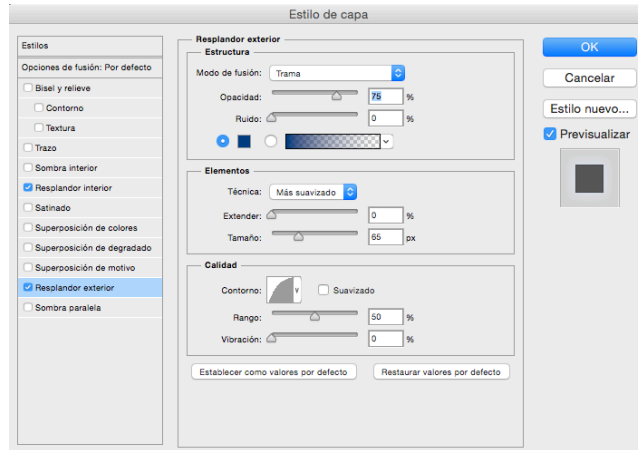 Estilo de capa
Estilos
Opciones de fusión: Por defecto
Bisel y relieve
Contorno
Textura
Trazo
Sombra interior
Resplandor interior
Satinado
Superposición de colores
Superposición de degradado
Superposición de motivo
Resplandor exterior
Sombra paralela
Resplandor exterior
Estructura
Modo de fusión: Trama
Opacidad: 75 %
Ruido: 0 %
Elementos
Técnica: Más suavizado
Extender: 0 %
Tamaño: 65 px
Calidad
Contorno: Suavizado
Rango: 50 %
Vibración: 0 %
Establecer como valores por defecto Restaurar valores por defecto
OK
Cancelar
Estilo nuevo...
Previsualizar